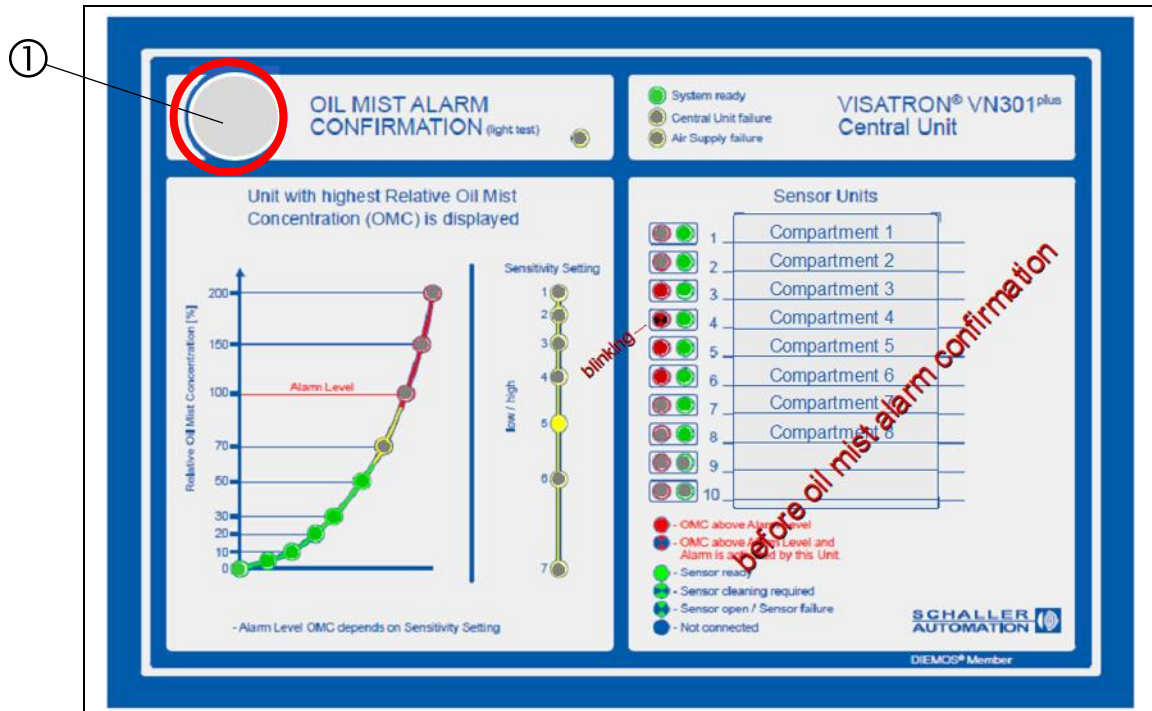 ①
OIL MIST ALARM
CONFIRMATION (light test)
System ready
Central Unit failure
Air Supply failure
VISATRON® VN301plus
Central Unit
Unit with highest Relative Oil Mist
Concentration (OMC) is displayed
Relative Oil Mist Concentration [%]
200
150
100
70
50
30
20
10
0
Alarm Level
Sensitivity Setting
low / high
1
2
3
4
5
6
7
- Alarm Level OMC depends on Sensitivity Setting
Sensor Units
1 Compartment 1
2 Compartment 2
3 Compartment 3
4 Compartment 4
5 Compartment 5
6 Compartment 6
7 Compartment 7
8 Compartment 8
9
10
blinking
before oil mist alarm confirmation
- OMC above Alarm Level
- OMC above Alarm Level and
Alarm is activated by this Unit
- Sensor ready
- Sensor cleaning required
- Sensor open / Sensor failure
- Not connected
SCHALLER
AUTOMATION
DIEMOS® Member